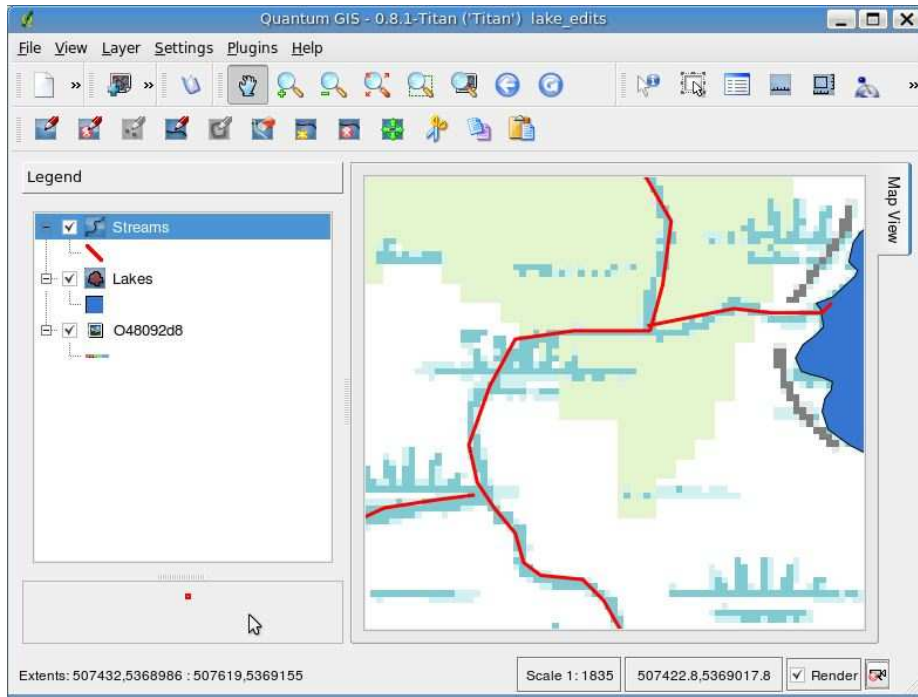 Quantum GIS - 0.8.1-Titan ('Titan') lake_edits
File View Layer Settings Plugins Help
» » »
Legend
Streams
Lakes
O48092d8
Map View
Extents: 507432,5368986 : 507619,5369155
Scale 1: 1835
507422.8,5369017.8
Render